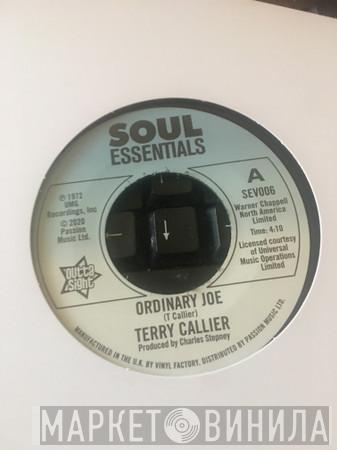 SOUL
ESSENTIALS
℗ 1972
UMG
Recordings, Inc
© 2020
Passion
Music Ltd.
A
SEV006
Warner Chappell
North America
Limited
Time: 4:10
Licensed courtesy
of Universal
Music Operations
Limited
outta
sight
ORDINARY JOE
(T Callier)
TERRY CALLIER
Produced by Charles Stepney
MANUFACTURED IN THE U.K. BY VINYL FACTORY. DISTRIBUTED BY PASSION MUSIC LTD.
МАРКЕТ ВИНИЛА